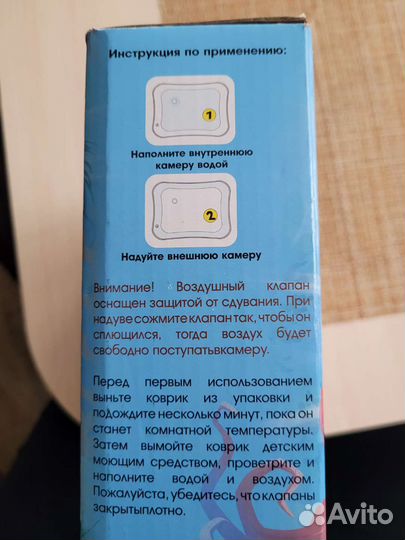 Инструкция по применению:
1
Наполните внутреннюю
камеру водой
2
Надуйте внешнюю камеру
Внимание! Воздушный клапан
оснащен защитой от сдувания. При
надуве сожмите клапан так, чтобы он
сплющился, тогда воздух будет
свободно поступатьвкамеру.
Перед первым использованием
выньте коврик из упаковки и
подождите несколько минут, пока он
станет комнатной температуры.
Затем вымойте коврик детским
моющим средством, проветрите и
наполните водой и воздухом.
Пожалуйста, убедитесь, что клапаны
закрытыплотно.
Avito